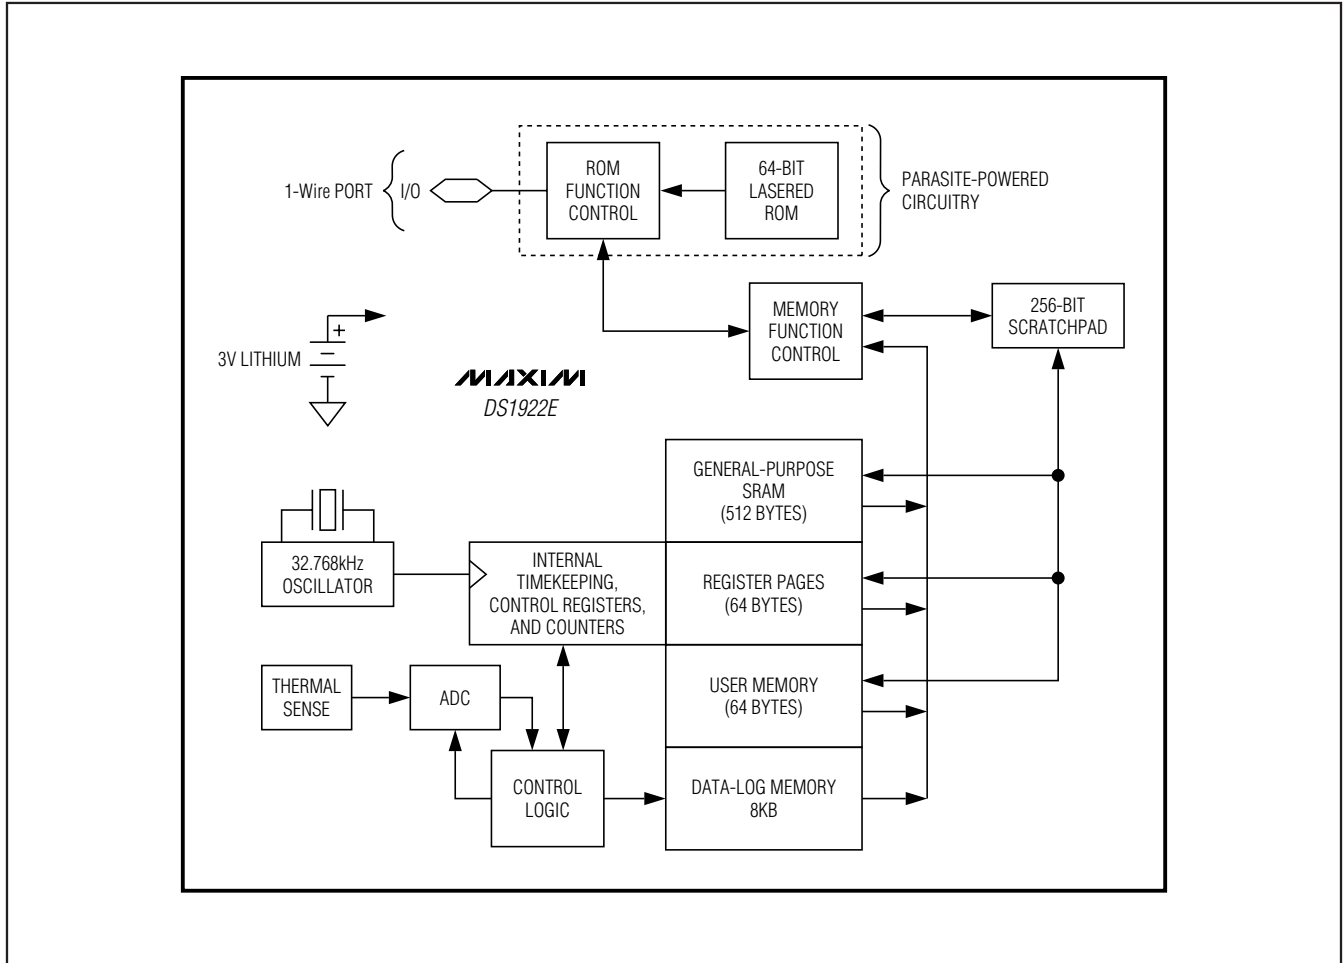 ROM
FUNCTION
CONTROL
64-BIT
LASERED
ROM
1-Wire PORT
I/O
PARASITE-POWERED
CIRCUITRY
MEMORY
FUNCTION
CONTROL
256-BIT
SCRATCHPAD
+
3V LITHIUM
MAXIM
DS1922E
GENERAL-PURPOSE
SRAM
(512 BYTES)
32.768kHz
OSCILLATOR
INTERNAL
TIMEKEEPING,
CONTROL REGISTERS,
AND COUNTERS
REGISTER PAGES
(64 BYTES)
THERMAL
SENSE
ADC
USER MEMORY
(64 BYTES)
CONTROL
LOGIC
DATA-LOG MEMORY
8KB